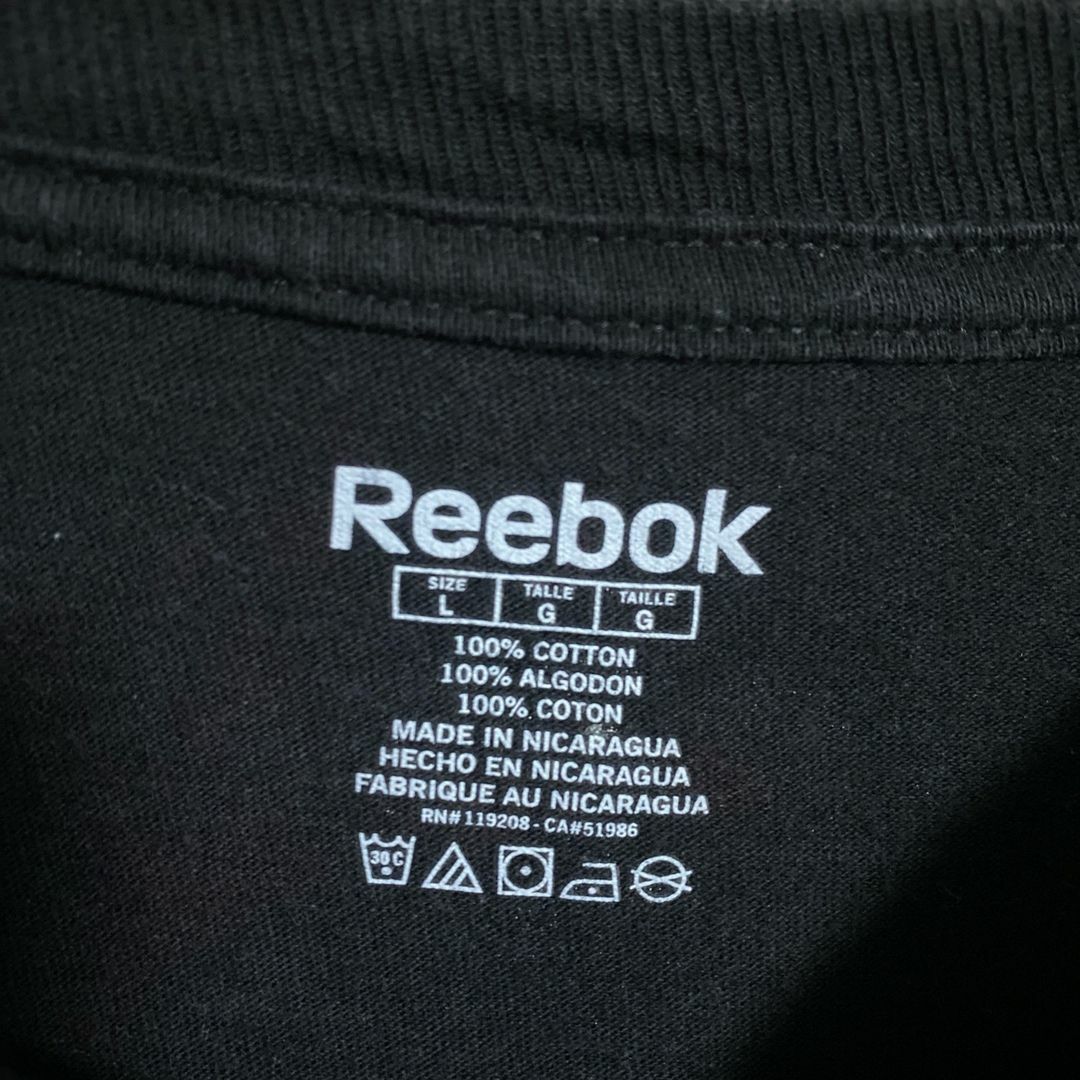 Reebok
SIZE TALLE TAILLE
L G G
100% COTTON
100% ALGODON
100% COTON
MADE IN NICARAGUA
HECHO EN NICARAGUA
FABRIQUE AU NICARAGUA
RN#119208-CA#51986
30C